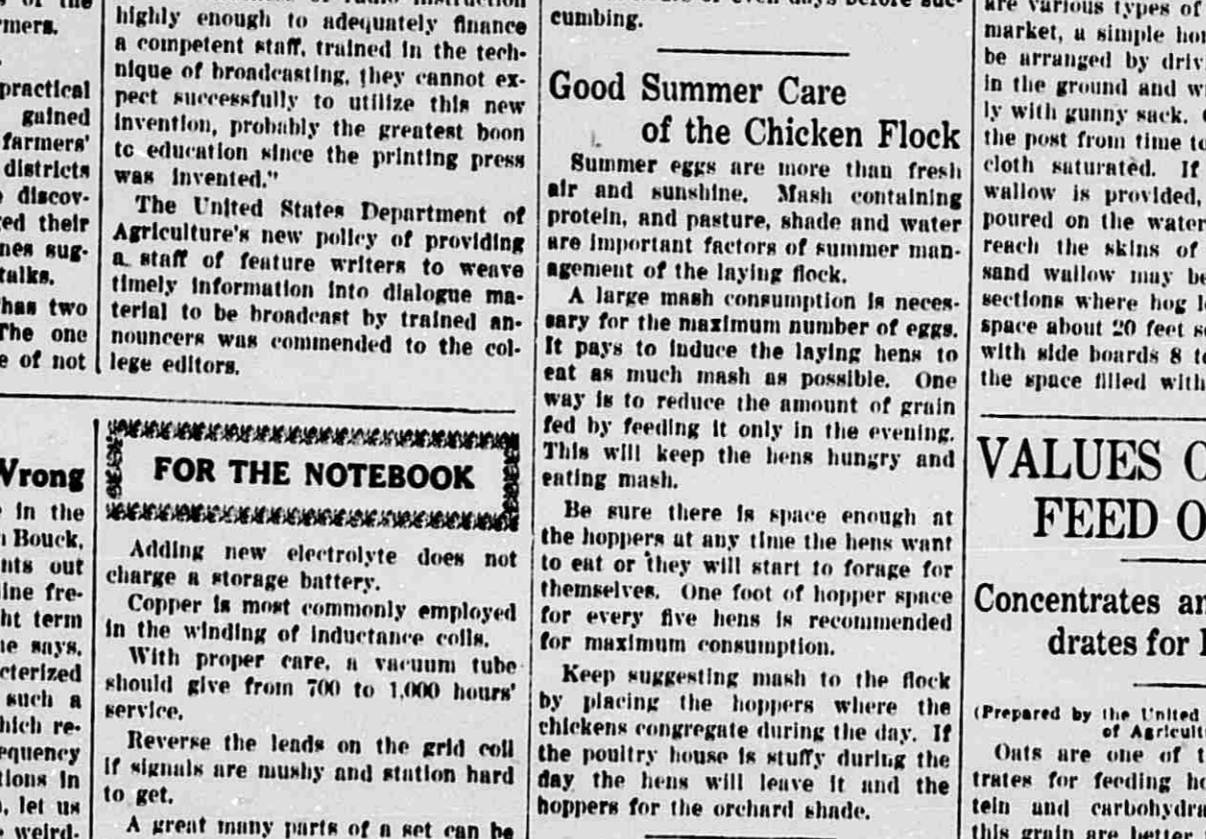 rmers.
practical
gained
farmers'
districts
discov-
ed their
nes sug-
talks.
has two
The one
e of not
Wrong
in the
Bouck,
nts out
line fre-
ht term
says,
cterized
such a
hich re-
equency
tions in
let us
weird-
highly enough to adequately finance
a competent staff, trained in the tech-
nique of broadcasting, they cannot ex-
pect successfully to utilize this new
invention, probably the greatest boon
to education since the printing press
was invented."
The United States Department of
Agriculture's new policy of providing
a staff of feature writers to weave
timely information into dialogue ma-
terial to be broadcast by trained an-
nouncers was commended to the col-
lege editors.
FOR THE NOTEBOOK
Adding new electrolyte does not
charge a storage battery.
Copper is most commonly employed
in the winding of inductance coils.
With proper care, a vacuum tube
should give from 700 to 1,000 hours'
service.
Reverse the leads on the grid coil
if signals are mushy and station hard
to get.
A great many parts of a set can be
cumbing.
Good Summer Care
of the Chicken Flock
Summer eggs are more than fresh
air and sunshine. Mash containing
protein, and pasture, shade and water
are important factors of summer man-
agement of the laying flock.
A large mash consumption is neces-
sary for the maximum number of eggs.
It pays to induce the laying hens to
eat as much mash as possible. One
way is to reduce the amount of grain
fed by feeding it only in the evening.
This will keep the hens hungry and
eating mash.
Be sure there is space enough at
the hoppers at any time the hens want
to eat or they will start to forage for
themselves. One foot of hopper space
for every five hens is recommended
for maximum consumption.
Keep suggesting mash to the flock
by placing the hoppers where the
chickens congregate during the day. If
the poultry house is stuffy during the
day the hens will leave it and the
hoppers for the orchard shade.
are various types of
market, a simple ho
be arranged by driv
in the ground and w
ly with gunny sack.
the post from time to
cloth saturated. If
wallow is provided,
poured on the water
reach the skins of
sand wallow may be
sections where hog l
space about 20 feet s
with side boards 8 to
the space filled with
VALUES O
FEED O
Concentrates an
drates for
(Prepared by the United
of Agricult
Oats are one of t
trates for feeding ho
tein and carbohydra
this grain are better